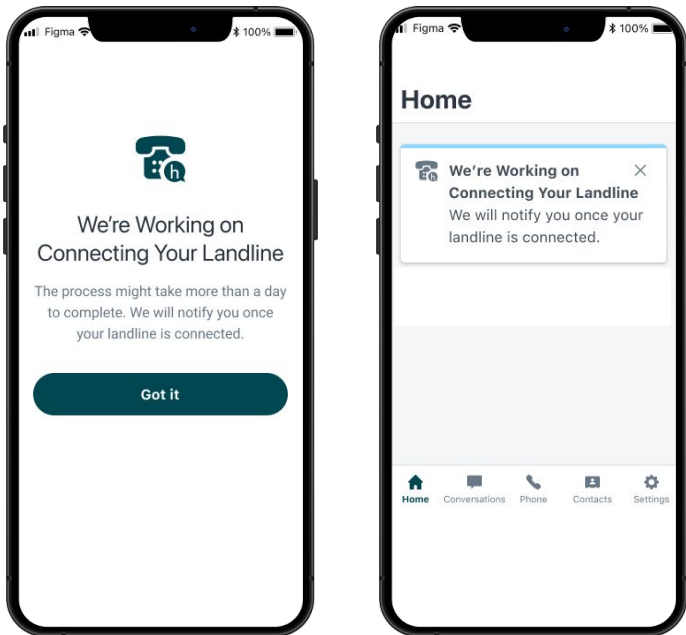 Figma 100%
We're Working on
Connecting Your Landline
The process might take more than a day
to complete. We will notify you once
your landline is connected.
Got it
Figma 100%
Home
We're Working on
Connecting Your Landline
We will notify you once your
landline is connected.
Home Conversations Phone Contacts Settings